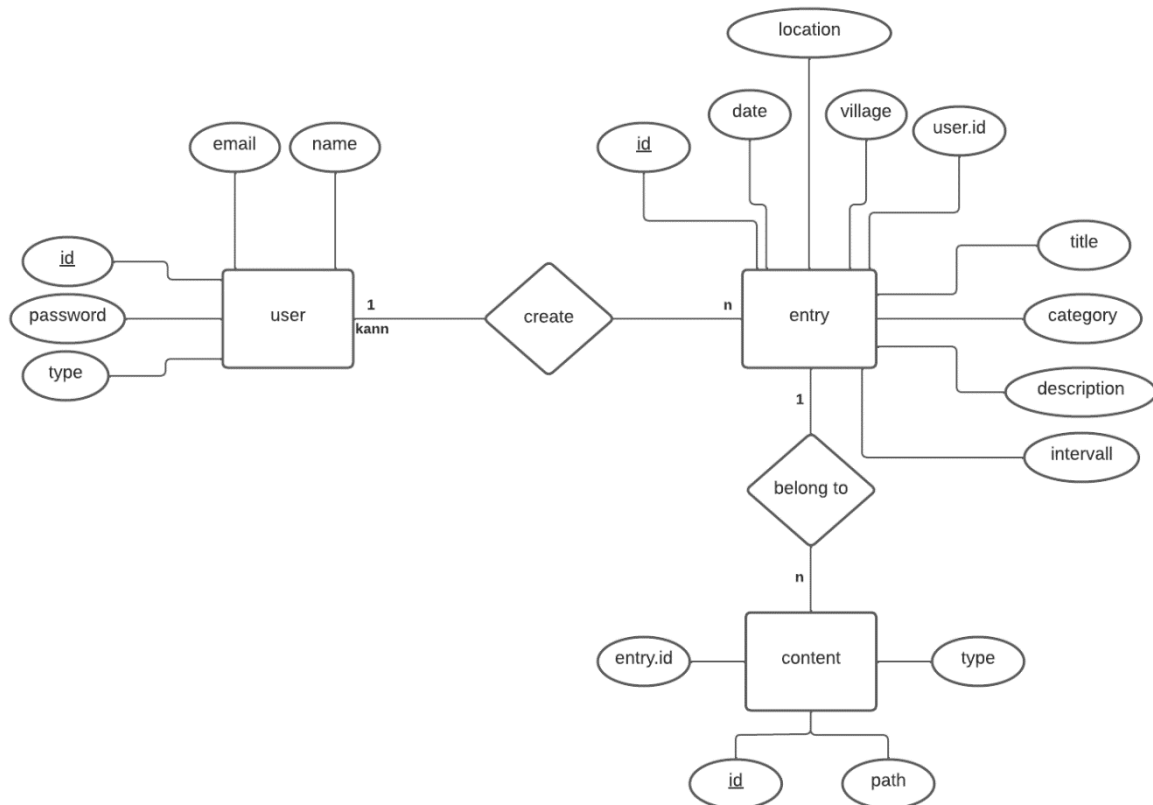 location
date
village
user.id
id
email
name
id
password
type
user
1
kann
create
n
entry
title
category
description
intervall
1
belong to
n
entry.id
content
type
id
path